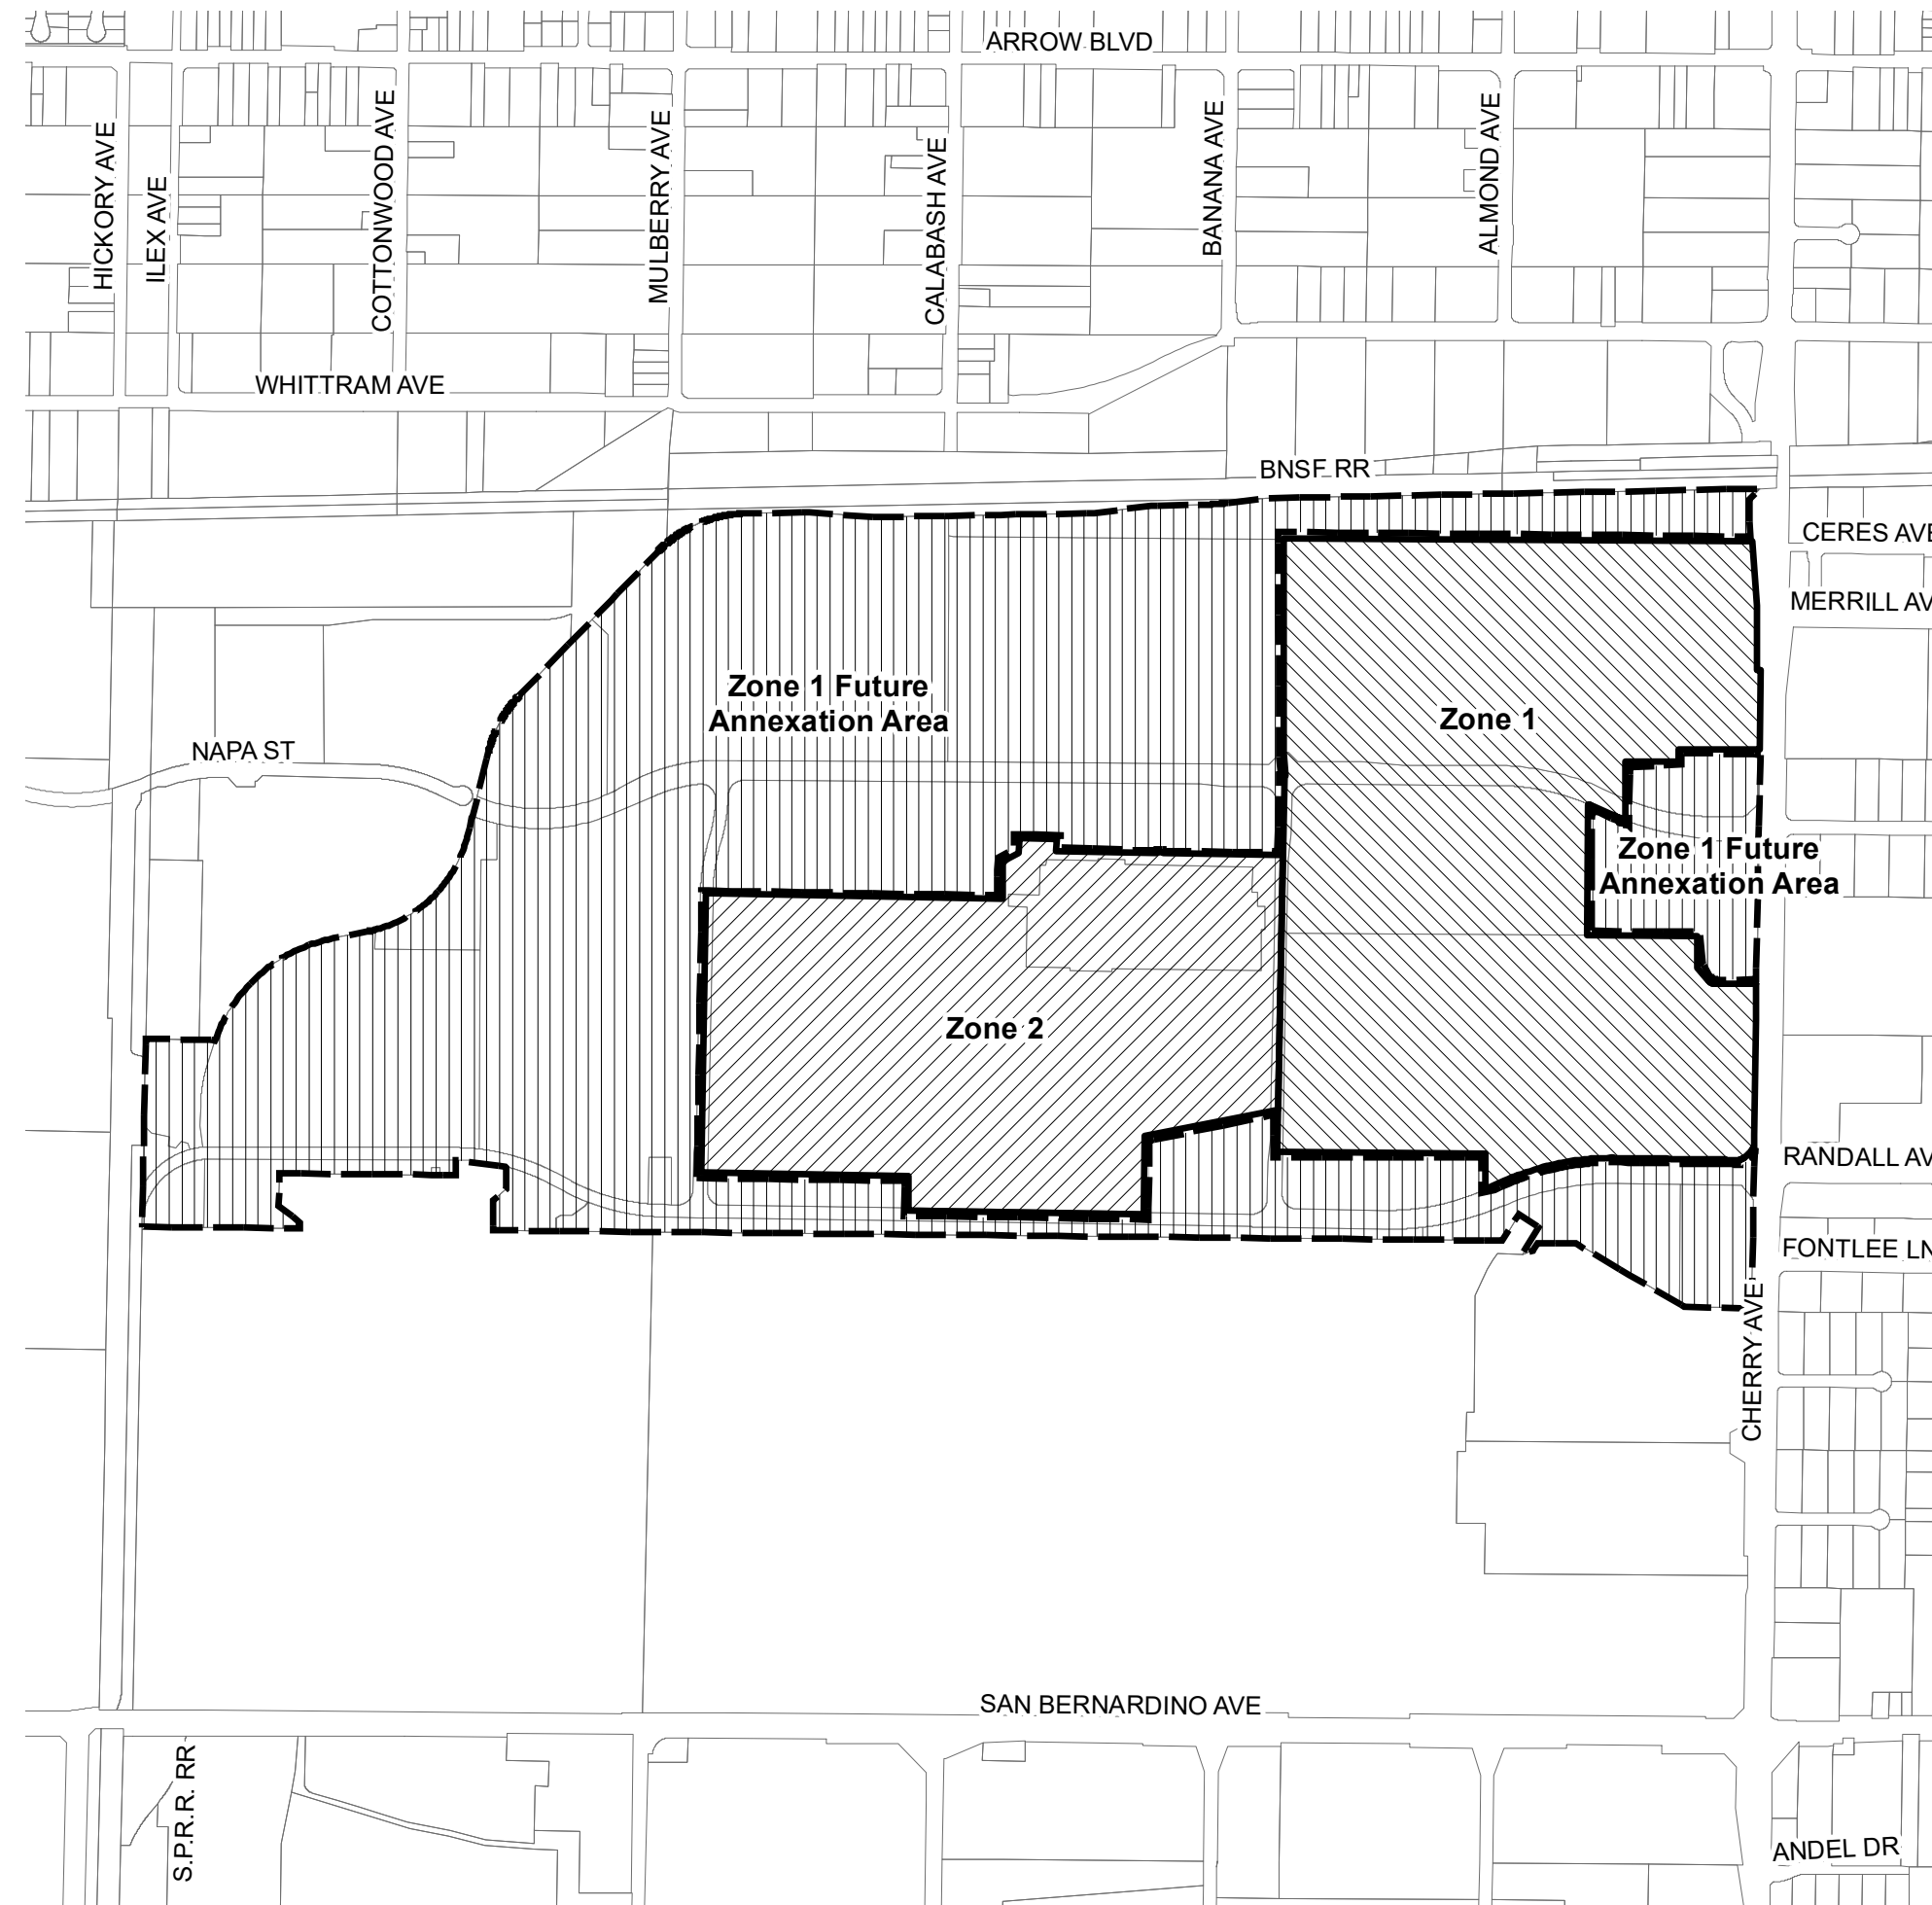 ARROW BLVD
HICKORY AVE
ILEX AVE
COTTONWOOD AVE
MULBERRY AVE
CALABASH AVE
BANANA AVE
ALMOND AVE
WHITTRAM AVE
BNSF RR
CERES AVE
MERRILL AV
Zone 1 Future
Annexation Area
Zone 1
NAPA ST
Zone 1 Future
Annexation Area
Zone 2
RANDALL AV
FONTLEE LN
CHERRY AVE
SAN BERNARDINO AVE
S.P.R.R. RR
ANDEL DR